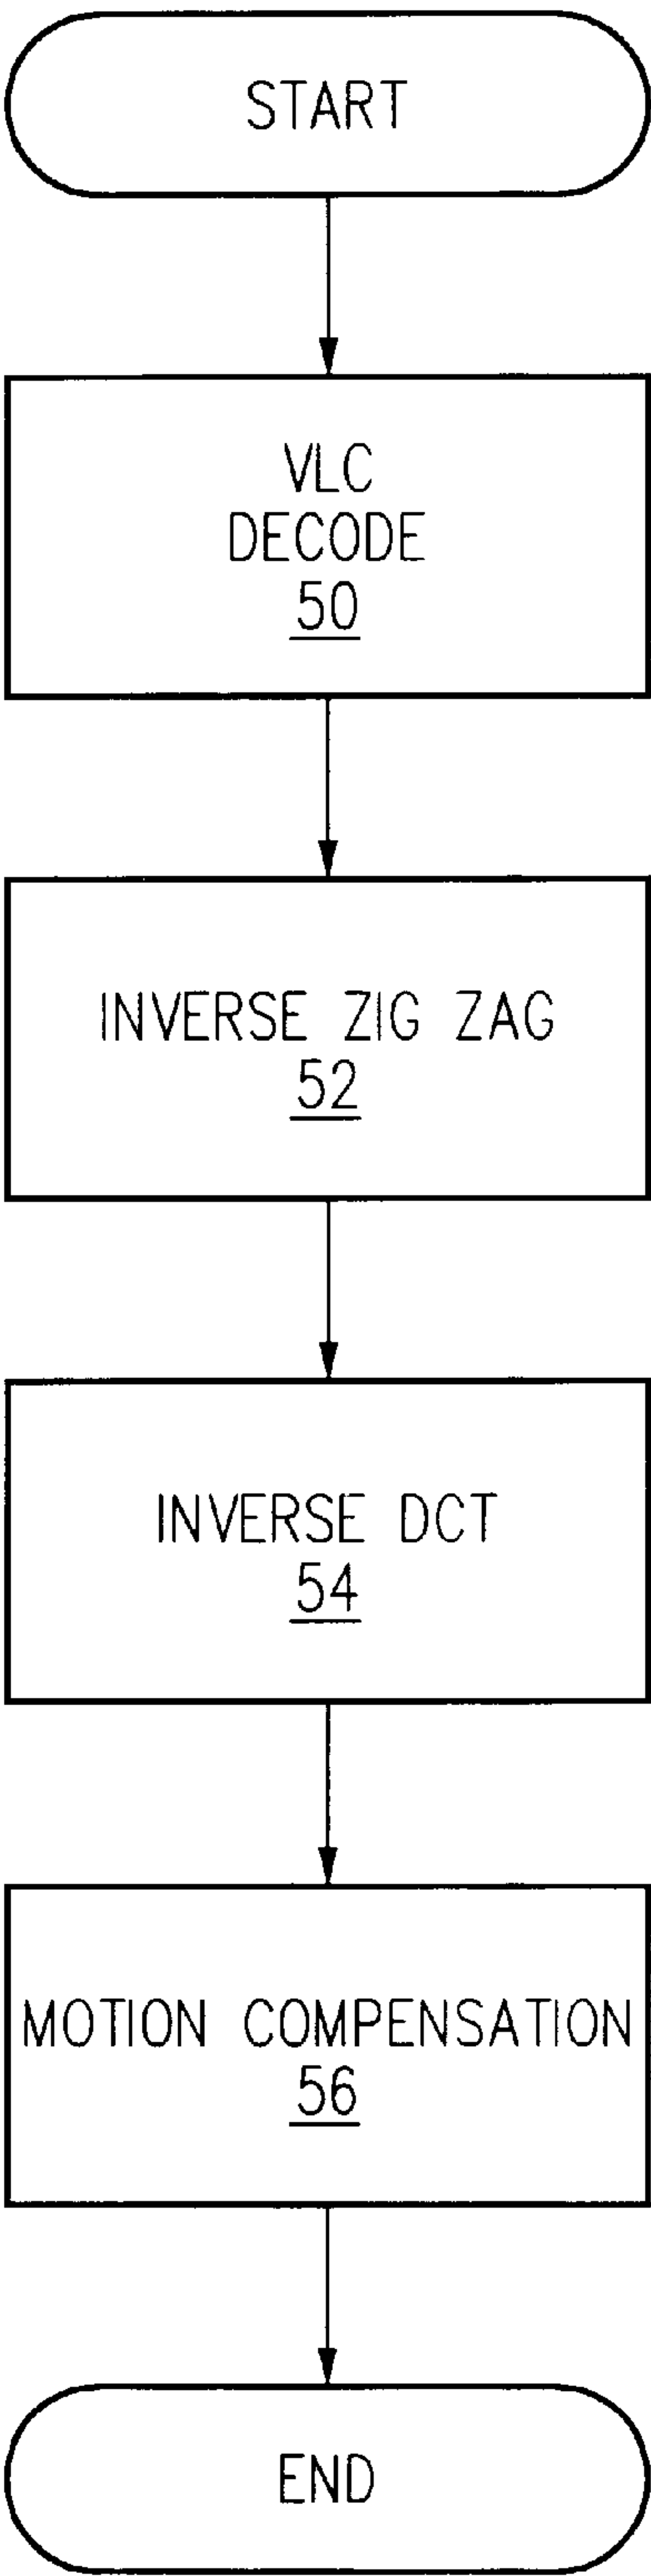 START
VLC
DECODE
50
INVERSE ZIG ZAG
52
INVERSE DCT
54
MOTION COMPENSATION
56
END